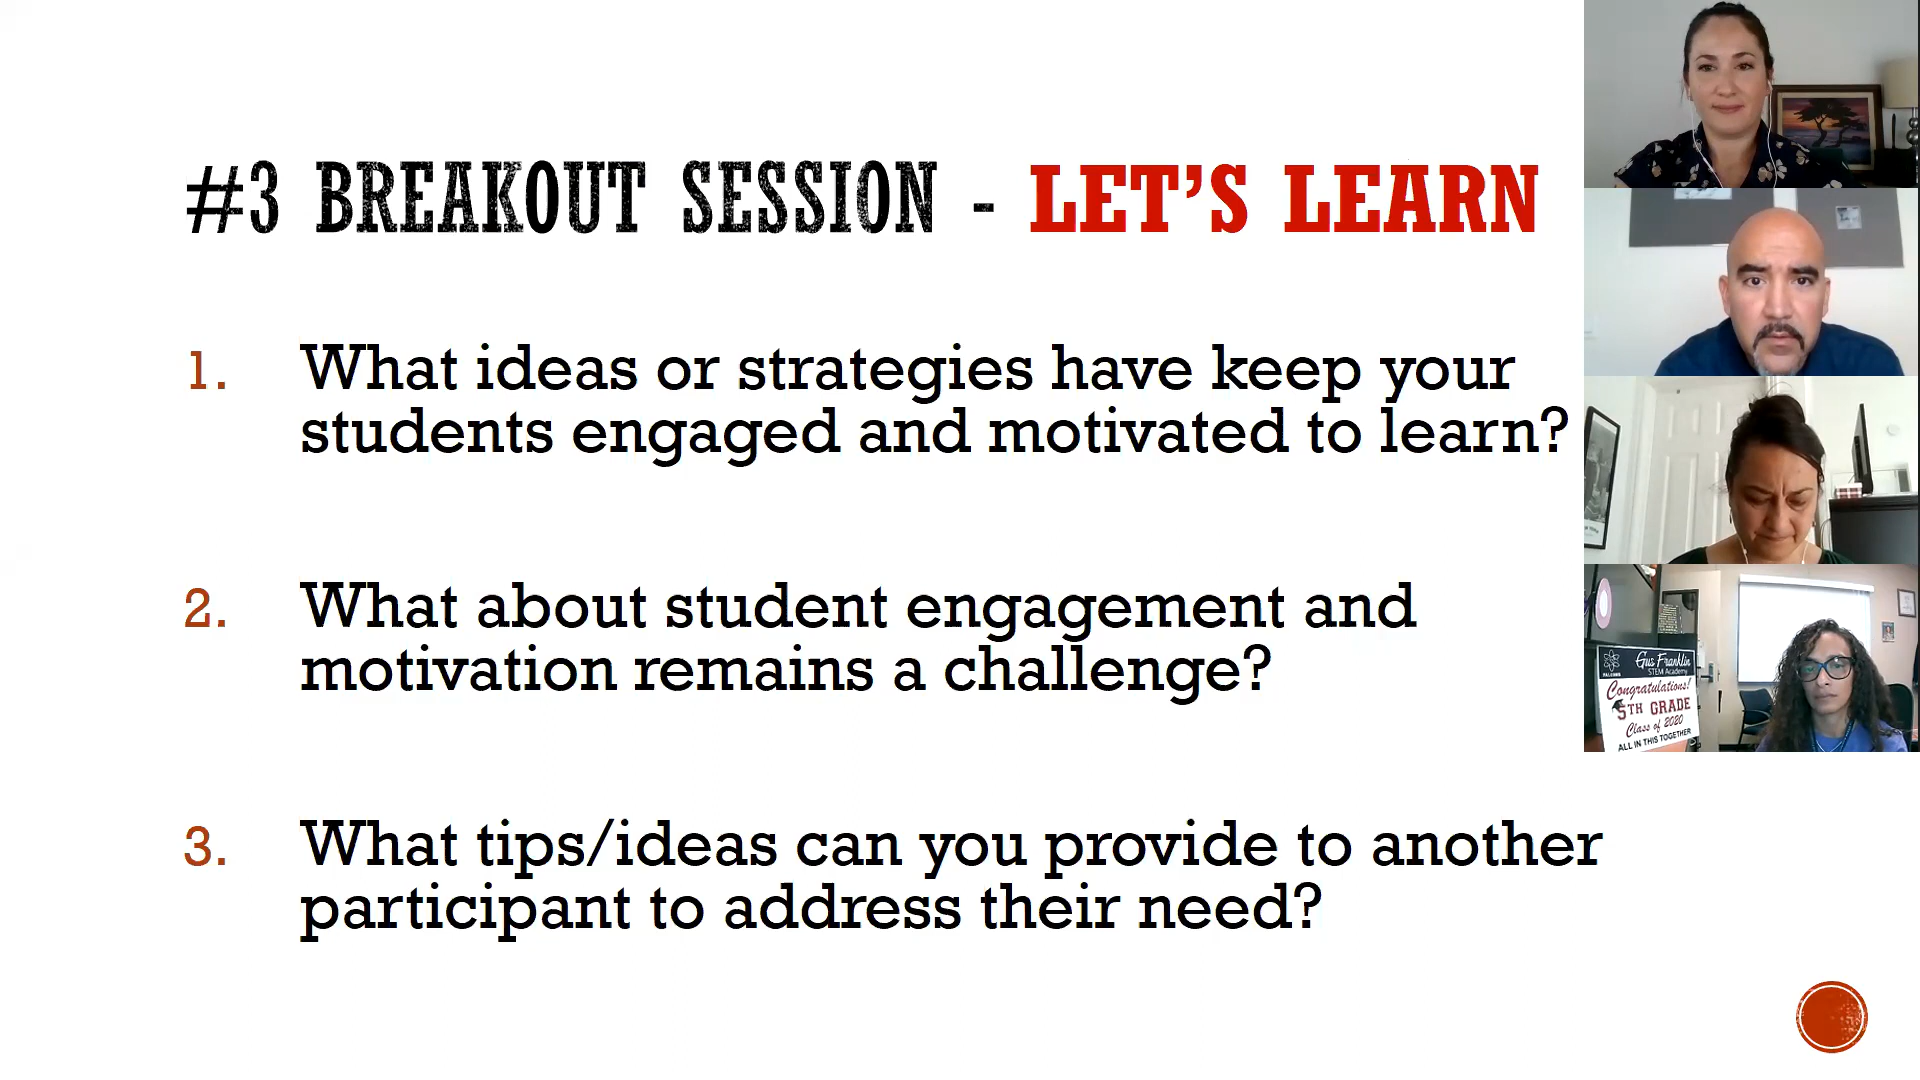 #3 BREAKOUT SESSION - LET'S LEARN
1. What ideas or strategies have keep your
students engaged and motivated to learn?
2. What about student engagement and
motivation remains a challenge?
3. What tips/ideas can you provide to another
participant to address their need?
Gus Franklin
STEM Academy
FALCONS
Congratulations!
5TH GRADE
Class of 2020
ALL IN THIS TOGETHER